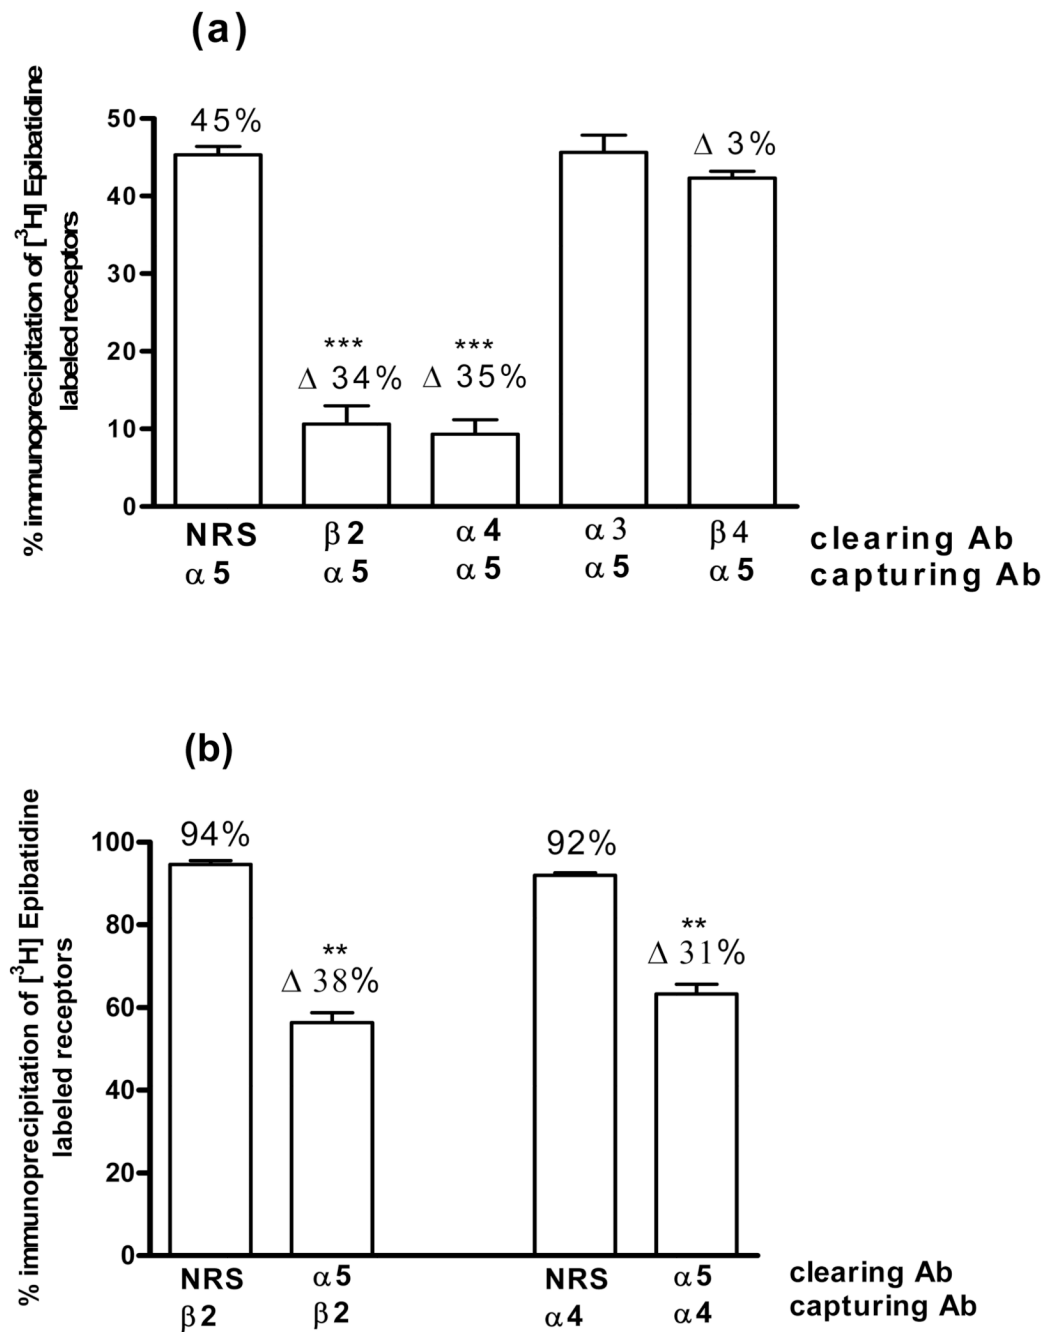 (a)
% immunoprecipitation of [³H] Epibatidine
labeled receptors
50
40
30
20
10
0
45%
***
Δ 34%
***
Δ 35%
Δ 3%
NRS β2 α4 α3 β4 clearing Ab
α5 α5 α5 α5 α5 capturing Ab
(b)
% immunoprecipitation of [³H] Epibatidine
labeled receptors
100
80
60
40
20
0
94%
**
Δ 38%
92%
**
Δ 31%
NRS α5 NRS α5 clearing Ab
β2 β2 α4 α4 capturing Ab